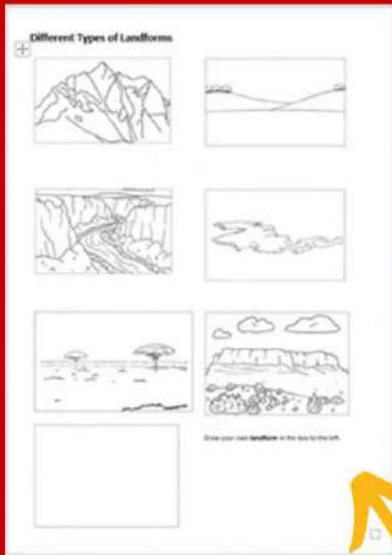 Different Types of Landforms
Draw your own landform in the box to the left.